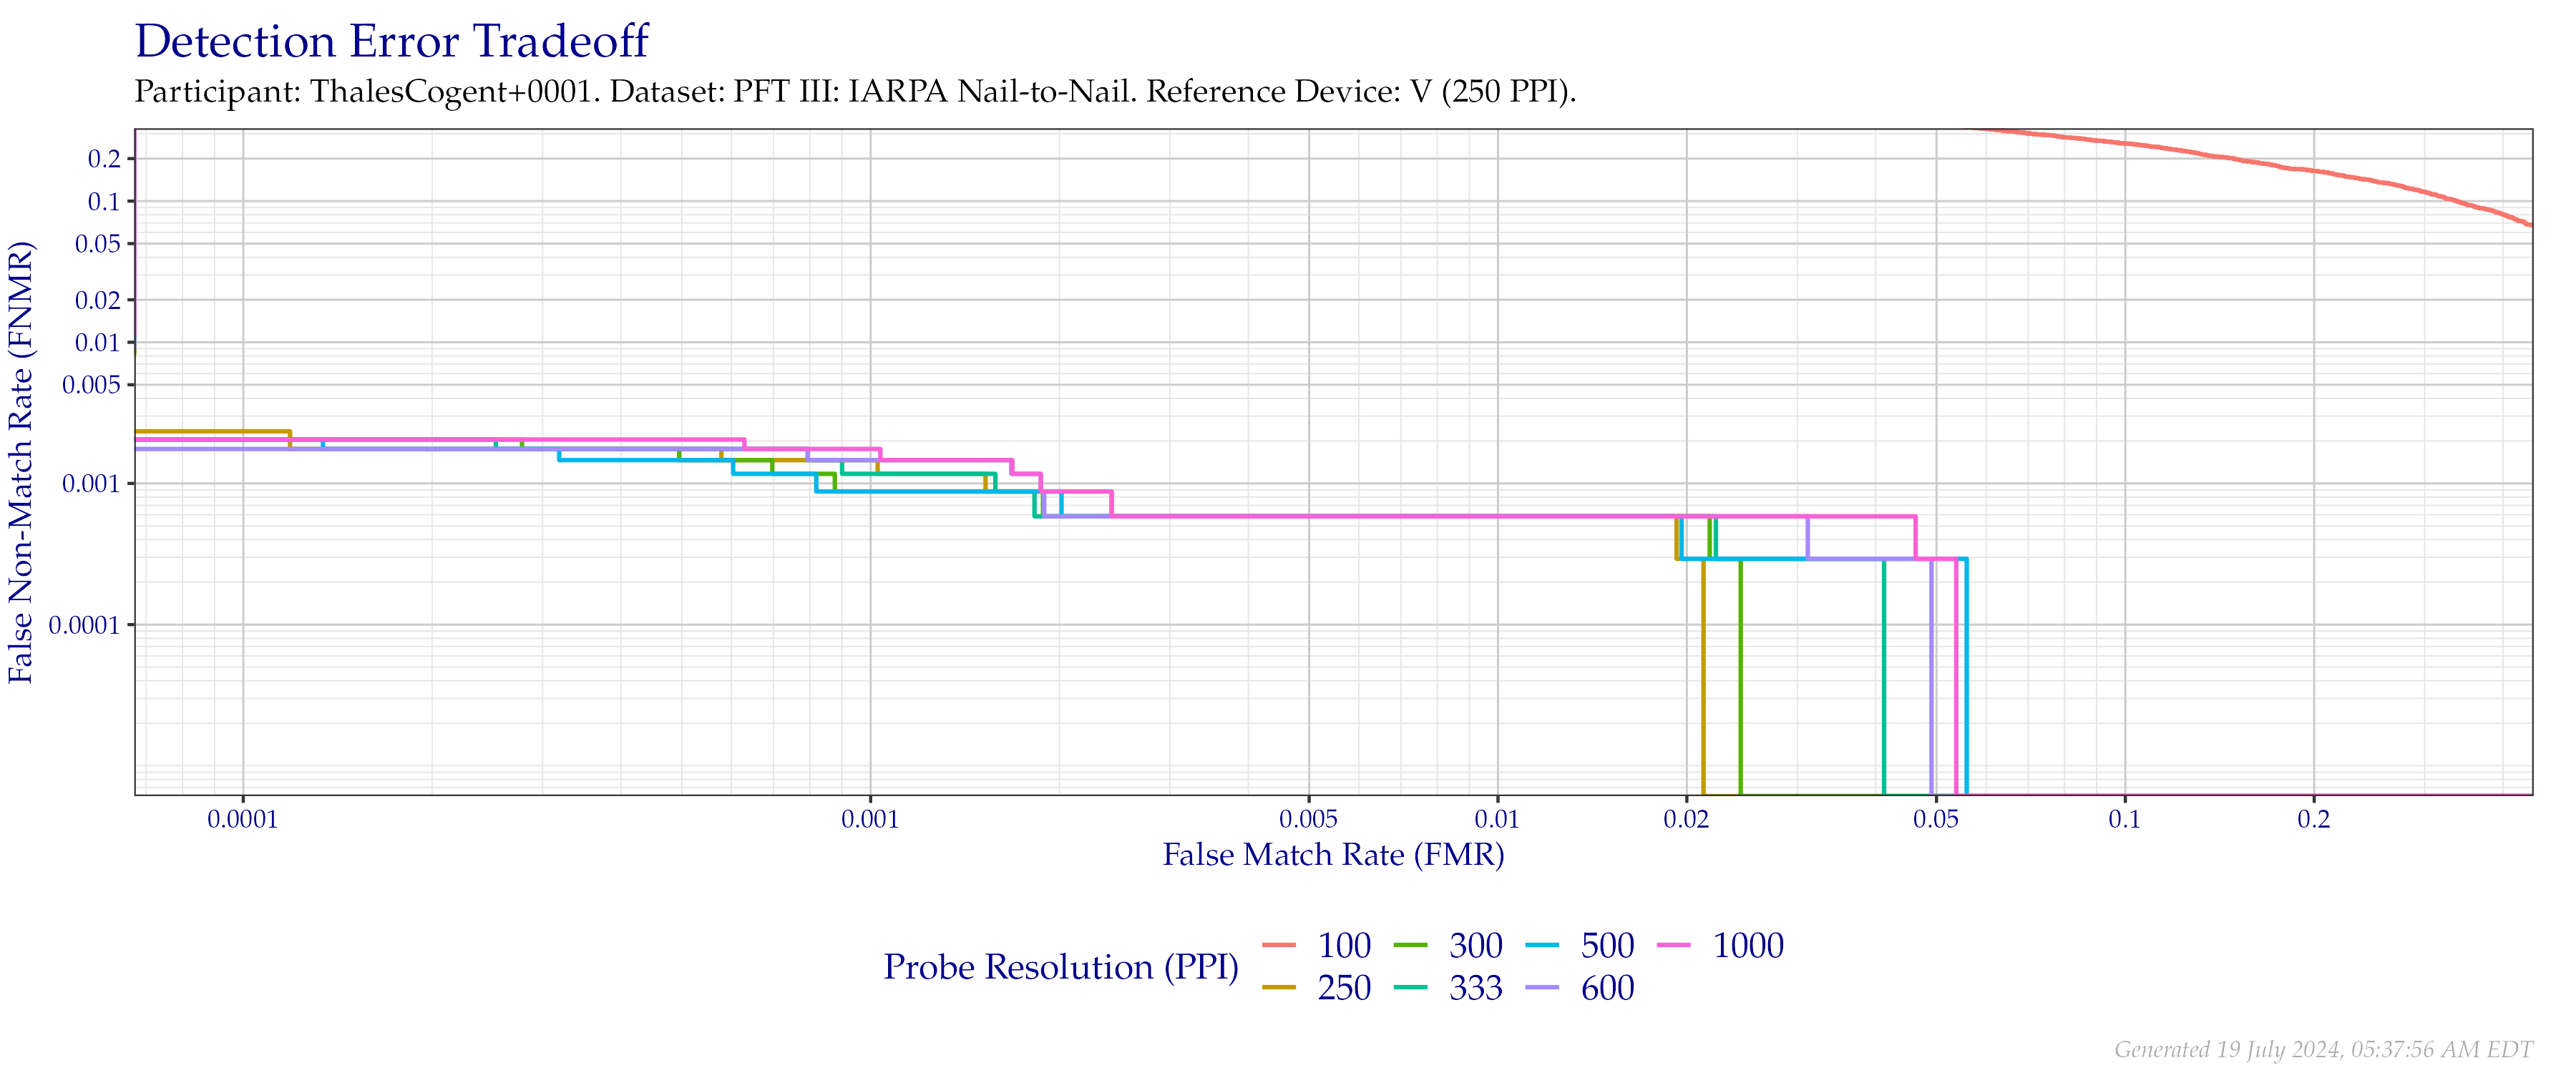 Detection Error Tradeoff
Participant: ThalesCogent+0001. Dataset: PFT III: IARPA Nail-to-Nail. Reference Device: V (250 PPI).
False Non-Match Rate (FNMR)
0.2
0.1
0.05
0.02
0.01
0.005
0.001
0.0001
0.0001 0.001 0.005 0.01 0.02 0.05 0.1 0.2
False Match Rate (FMR)
Probe Resolution (PPI)
100 300 500 1000
250 333 600
Generated 19 July 2024, 05:37:56 AM EDT